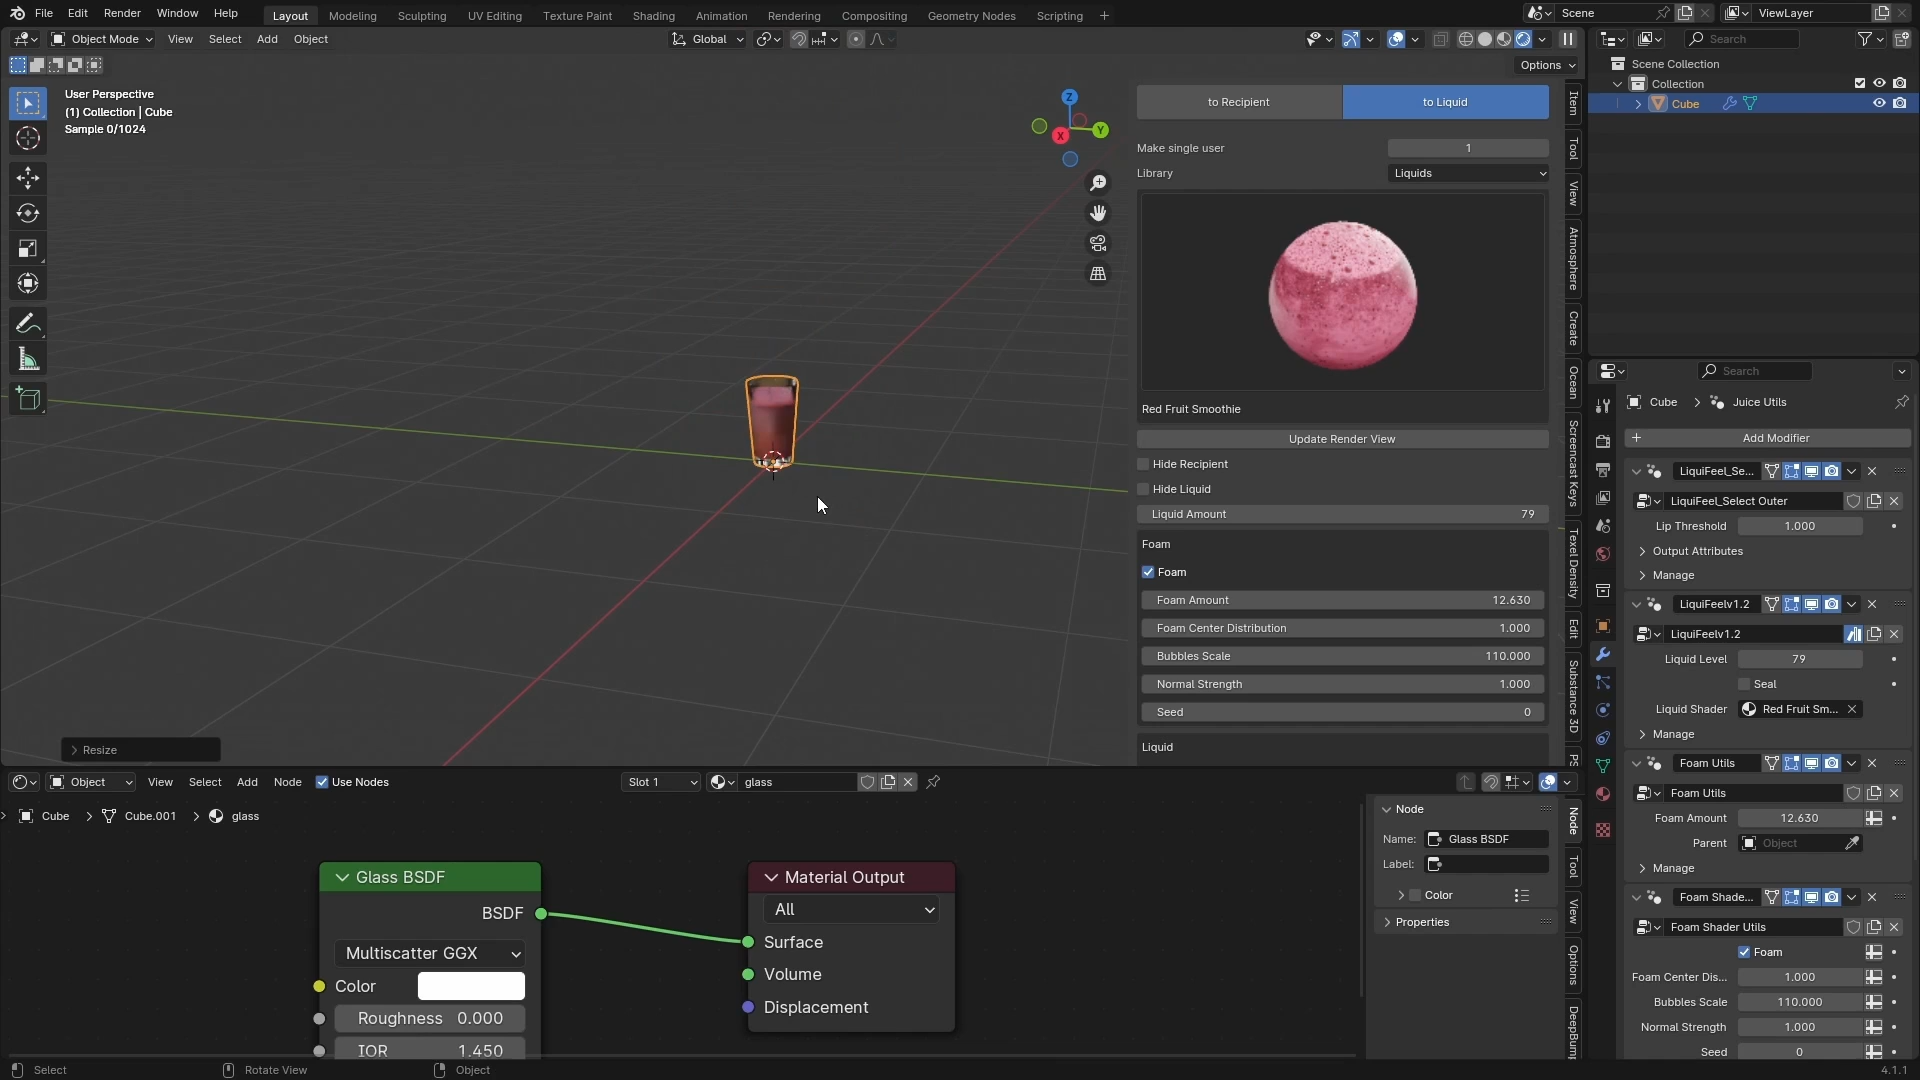 File Edit Render Window Help
Layout Modeling Sculpting UV Editing Texture Paint Shading Animation Rendering Compositing Geometry Nodes Scripting +
Scene
ViewLayer
Object Mode View Select Add Object
Global
Options
User Perspective
(1) Collection | Cube
Sample 0/1024
Z
Y
X
Resize
to Recipient to Liquid
Make single user 1
Library Liquids
Red Fruit Smoothie
Update Render View
Hide Recipient
Hide Liquid
Liquid Amount 79
Foam
Foam
Foam Amount 12.630
Foam Center Distribution 1.000
Bubbles Scale 110.000
Normal Strength 1.000
Seed 0
Liquid
Item
Tool
View
Atmosphere
Create
Ocean
Screencast Keys
Texel Density
Edit
Substance 3D
PS
Search
Scene Collection
Collection
Cube
Search
Cube > Juice Utils
Add Modifier
LiquiFeel_Se...
LiquiFeel_Select Outer
Lip Threshold 1.000
Output Attributes
Manage
LiquiFeelv1.2
LiquiFeelv1.2
Liquid Level 79
Seal
Liquid Shader Red Fruit Sm...
Manage
Foam Utils
Foam Utils
Foam Amount 12.630
Parent Object
Manage
Foam Shade...
Foam Shader Utils
Foam
Foam Center Dis... 1.000
Bubbles Scale 110.000
Normal Strength 1.000
Seed 0
Object View Select Add Node Use Nodes Slot 1 glass
Cube > Cube.001 > glass
Glass BSDF
BSDF
Multiscatter GGX
Color
Roughness 0.000
IOR 1.450
Material Output
All
Surface
Volume
Displacement
Node
Name: Glass BSDF
Label:
Color
Properties
Node
Tool
View
Options
DeepBump
Select Rotate View Object 4.1.1